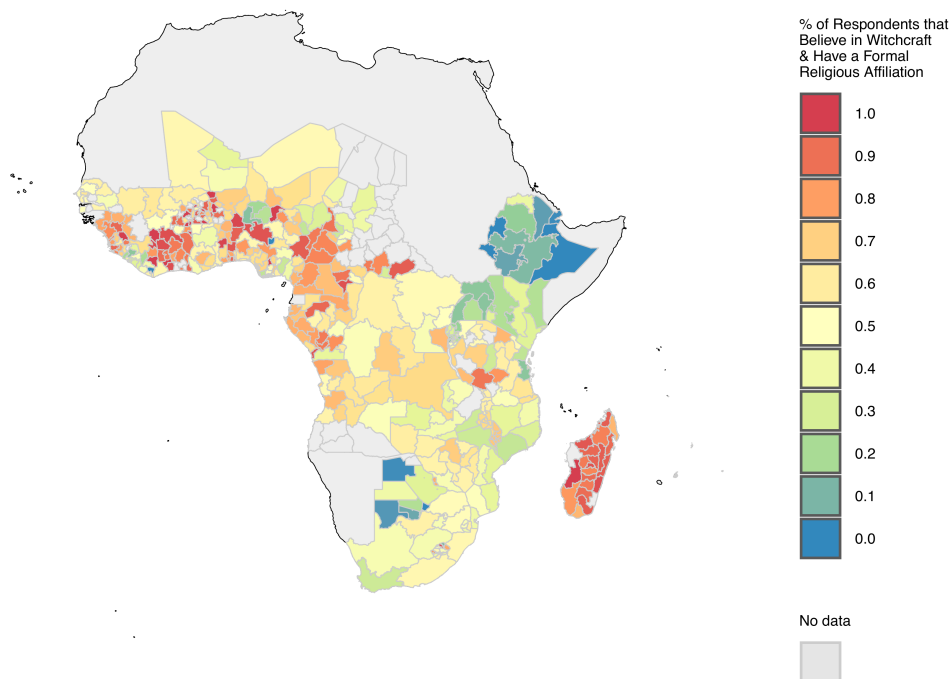 % of Respondents that
Believe in Witchcraft
& Have a Formal
Religious Affiliation
1.0
0.9
0.8
0.7
0.6
0.5
0.4
0.3
0.2
0.1
0.0
No data